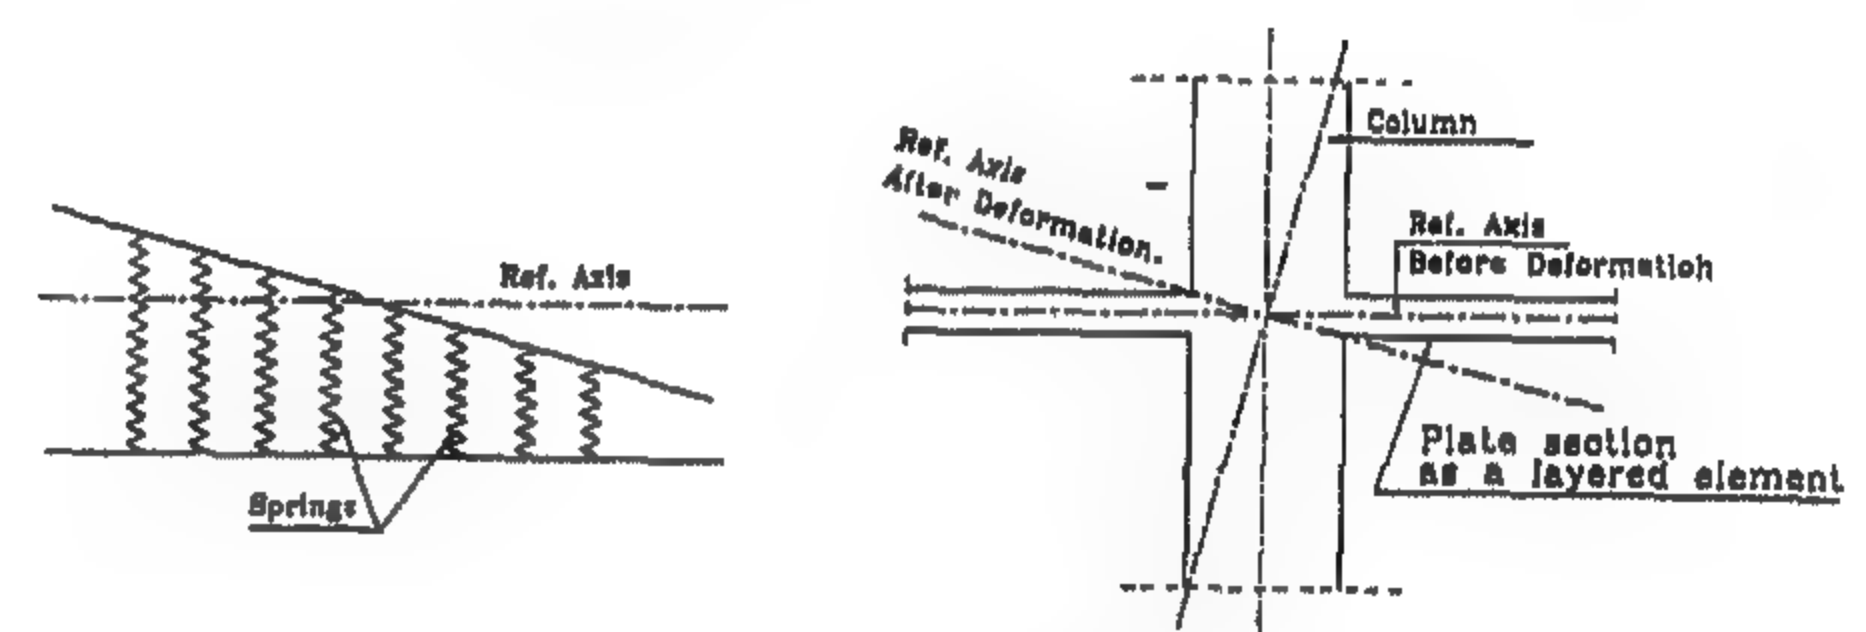 Ref. Axis
Springs
Ref. Axis
After Deformation.
Column
Ref. Axis
Before Deformation
Plate section
as a layered element